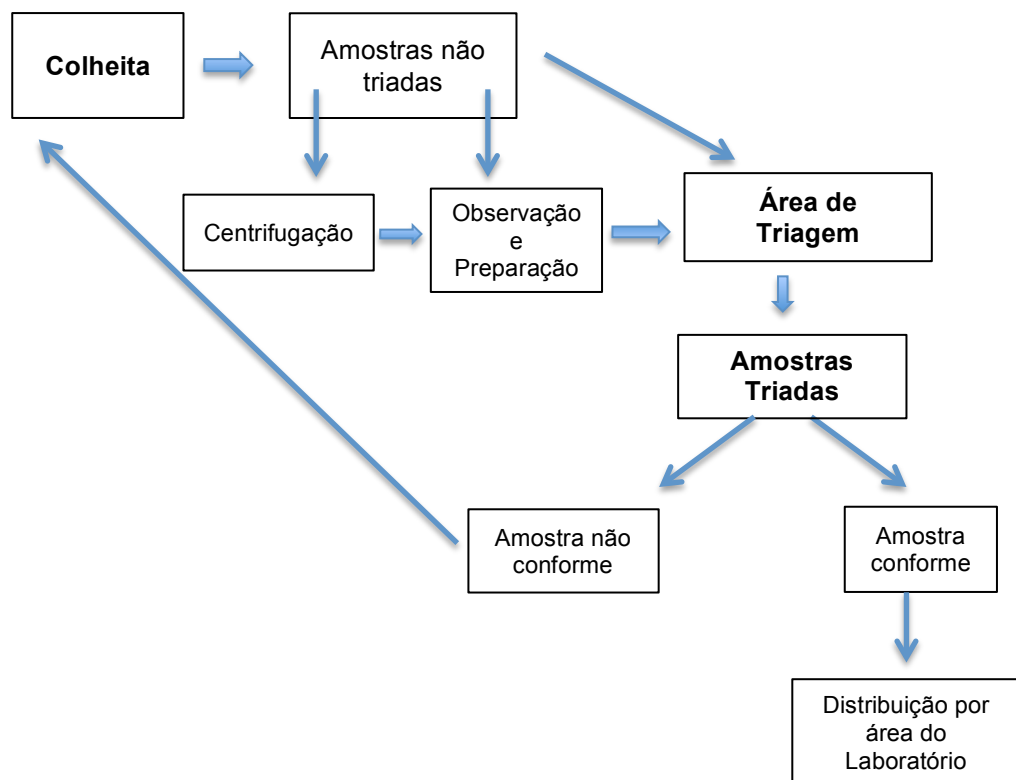 Colheita
Amostras não
triadas
Centrifugação
Observação
e
Preparação
Área de
Triagem
Amostras
Triadas
Amostra não
conforme
Amostra
conforme
Distribuição por
área do
Laboratório